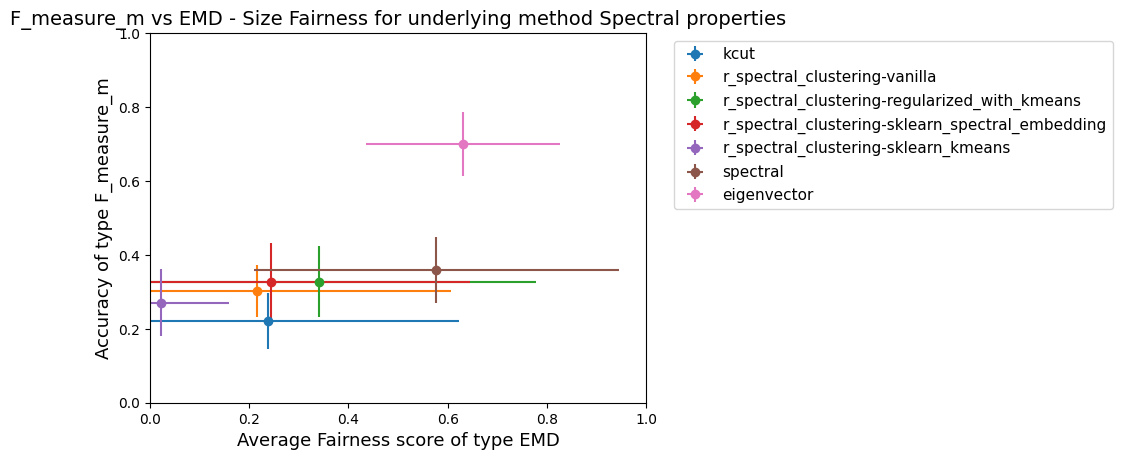 F_measure_m vs EMD - Size Fairness for underlying method Spectral properties
1.0
0.8
0.6
0.4
0.2
0.0
Accuracy of type F_measure_m
0.0 0.2 0.4 0.6 0.8 1.0
Average Fairness score of type EMD
kcut
r_spectral_clustering-vanilla
r_spectral_clustering-regularized_with_kmeans
r_spectral_clustering-sklearn_spectral_embedding
r_spectral_clustering-sklearn_kmeans
spectral
eigenvector